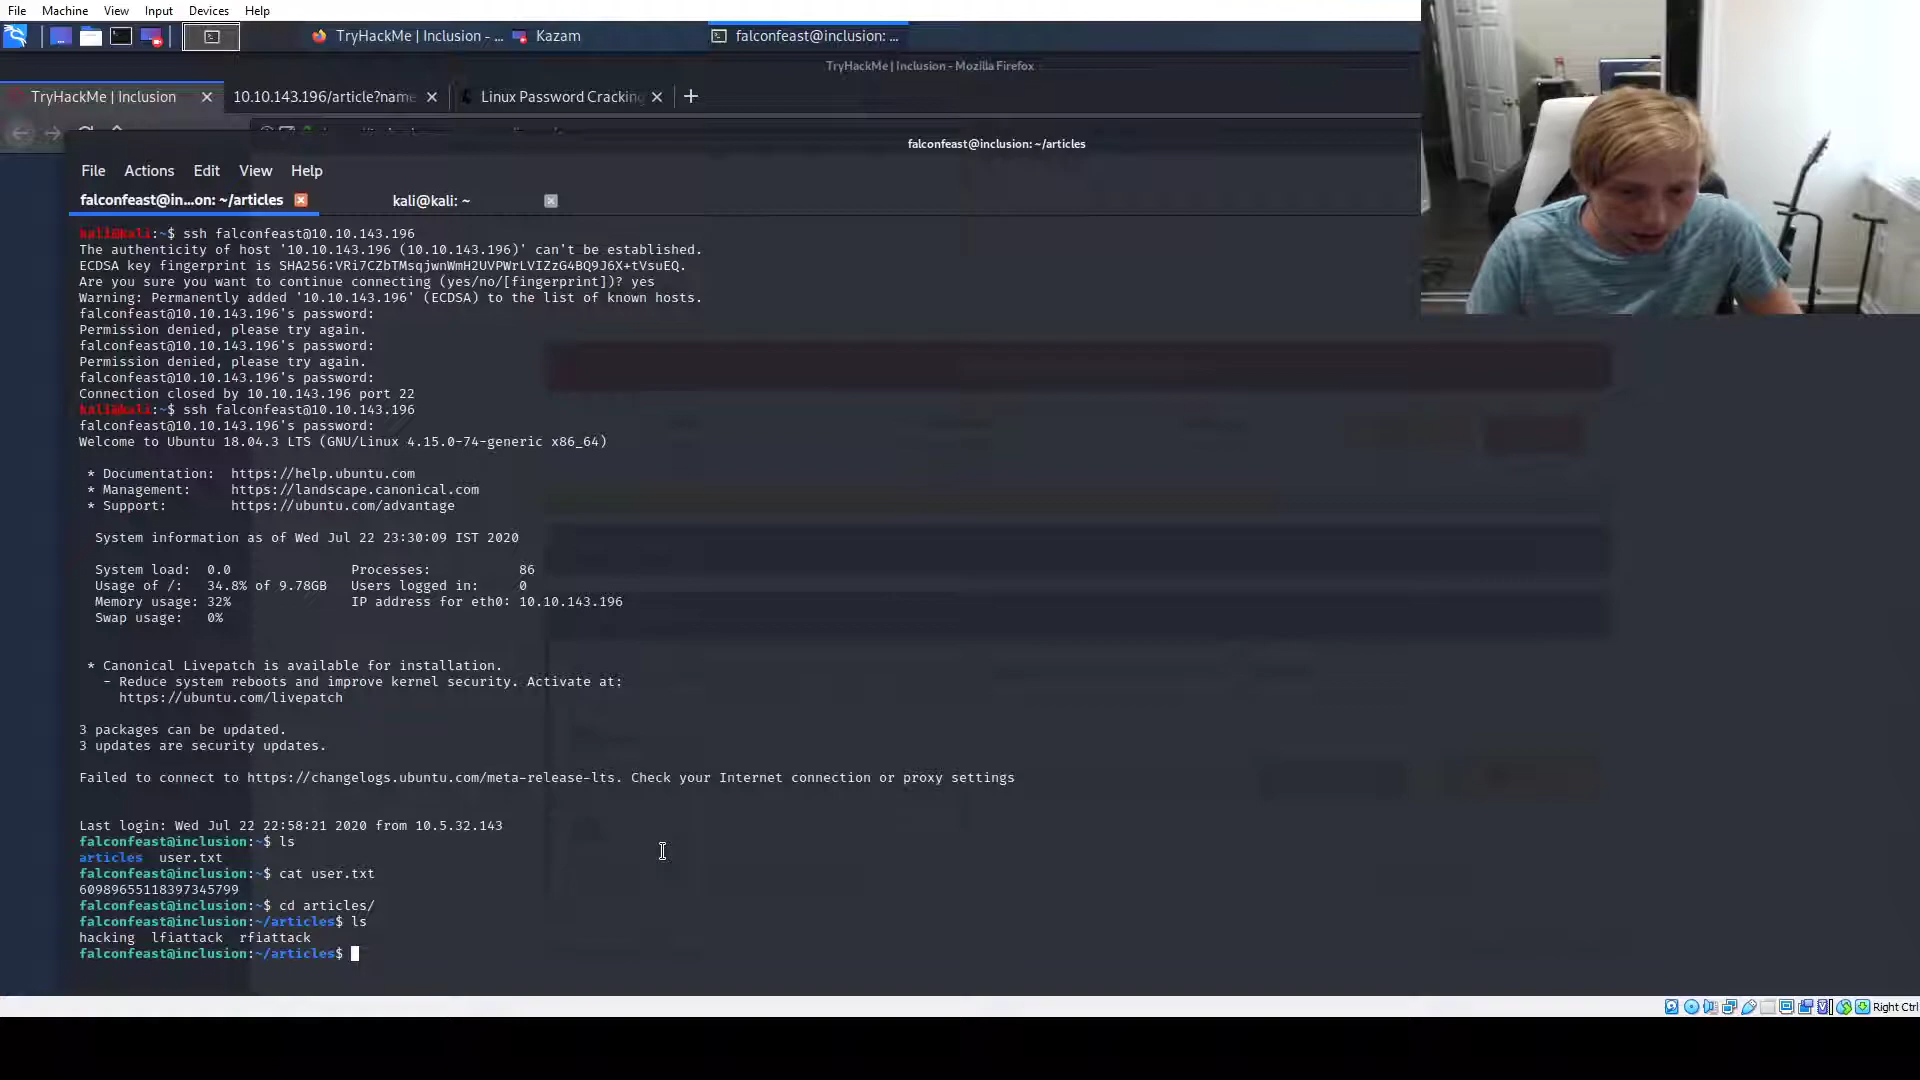 File Machine View Input Devices Help
TryHackMe | Inclusion - ... Kazam falconfeast@inclusion: ...
TryHackMe | Inclusion - Mozilla Firefox
TryHackMe | Inclusion 10.10.143.196/article?name Linux Password Cracking
falconfeast@inclusion: ~/articles
File Actions Edit View Help
falconfeast@in...on: ~/articles kali@kali: ~
kali@kali:~$ ssh falconfeast@10.10.143.196
The authenticity of host '10.10.143.196 (10.10.143.196)' can't be established.
ECDSA key fingerprint is SHA256:VRi7CZbTMsqjwnWmH2UVPWrLVIZzG4BQ9J6X+tVsuEQ.
Are you sure you want to continue connecting (yes/no/[fingerprint])? yes
Warning: Permanently added '10.10.143.196' (ECDSA) to the list of known hosts.
falconfeast@10.10.143.196's password:
Permission denied, please try again.
falconfeast@10.10.143.196's password:
Permission denied, please try again.
falconfeast@10.10.143.196's password:
Connection closed by 10.10.143.196 port 22
kali@kali:~$ ssh falconfeast@10.10.143.196
falconfeast@10.10.143.196's password:
Welcome to Ubuntu 18.04.3 LTS (GNU/Linux 4.15.0-74-generic x86_64)
* Documentation: https://help.ubuntu.com
* Management: https://landscape.canonical.com
* Support: https://ubuntu.com/advantage
System information as of Wed Jul 22 23:30:09 IST 2020
System load: 0.0 Processes: 86
Usage of /: 34.8% of 9.78GB Users logged in: 0
Memory usage: 32% IP address for eth0: 10.10.143.196
Swap usage: 0%
* Canonical Livepatch is available for installation.
- Reduce system reboots and improve kernel security. Activate at:
https://ubuntu.com/livepatch
3 packages can be updated.
3 updates are security updates.
Failed to connect to https://changelogs.ubuntu.com/meta-release-lts. Check your Internet connection or proxy settings
Last login: Wed Jul 22 22:58:21 2020 from 10.5.32.143
falconfeast@inclusion:~$ ls
articles user.txt
falconfeast@inclusion:~$ cat user.txt
60989655118397345799
falconfeast@inclusion:~$ cd articles/
falconfeast@inclusion:~/articles$ ls
hacking lfiattack rfiattack
falconfeast@inclusion:~/articles$
Right Ctrl